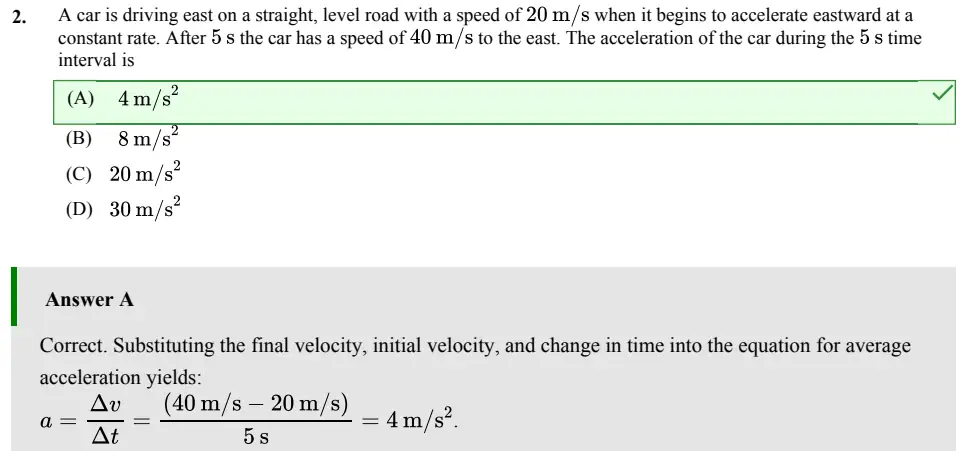 2. A car is driving east on a straight, level road with a speed of 20 m/s when it begins to accelerate eastward at a
constant rate. After 5 s the car has a speed of 40 m/s to the east. The acceleration of the car during the 5 s time
interval is
(A) 4 m/s²
(B) 8 m/s²
(C) 20 m/s²
(D) 30 m/s²
Answer A
Correct. Substituting the final velocity, initial velocity, and change in time into the equation for average
acceleration yields:
a = Δv/Δt = (40 m/s − 20 m/s)/5 s = 4 m/s².